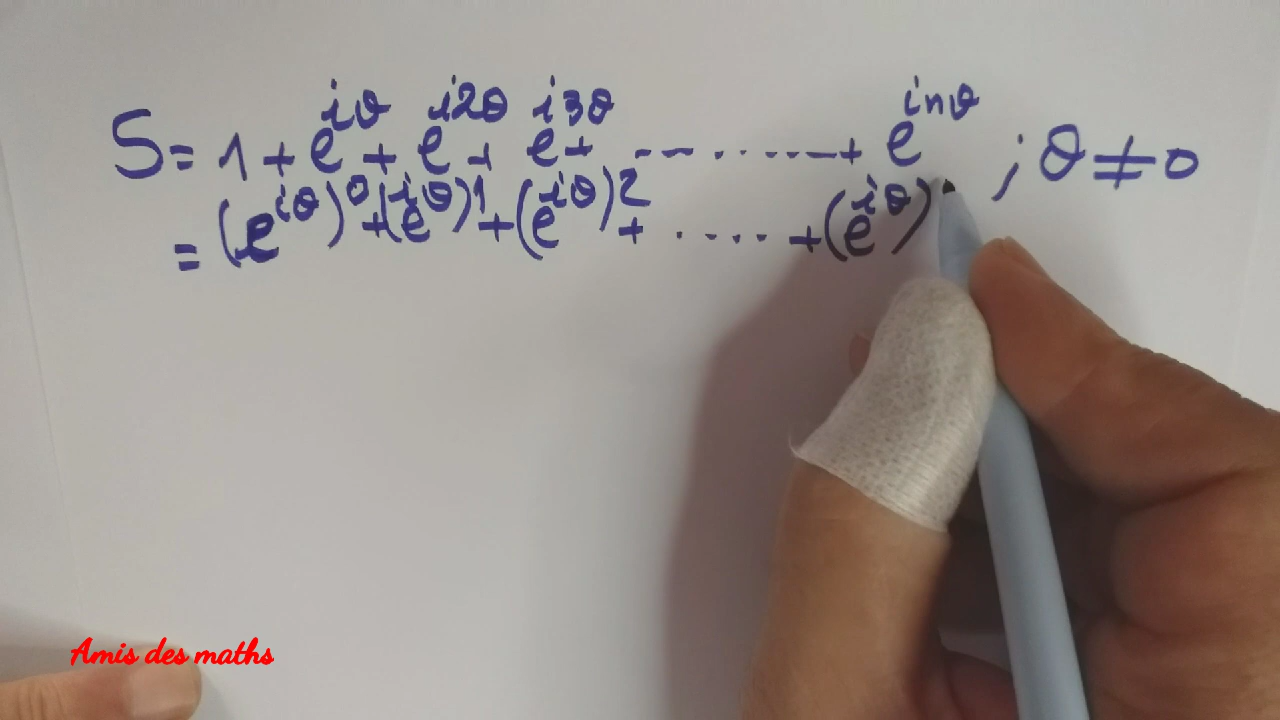 S = 1 + e^{iθ} + e^{i2θ} + e^{i3θ} + -- ······ -- + e^{inθ} ; θ ≠ 0
= (e^{iθ})^0 + (e^{iθ})^1 + (e^{iθ})^2 + ····· + (e^{iθ})
Amis des maths